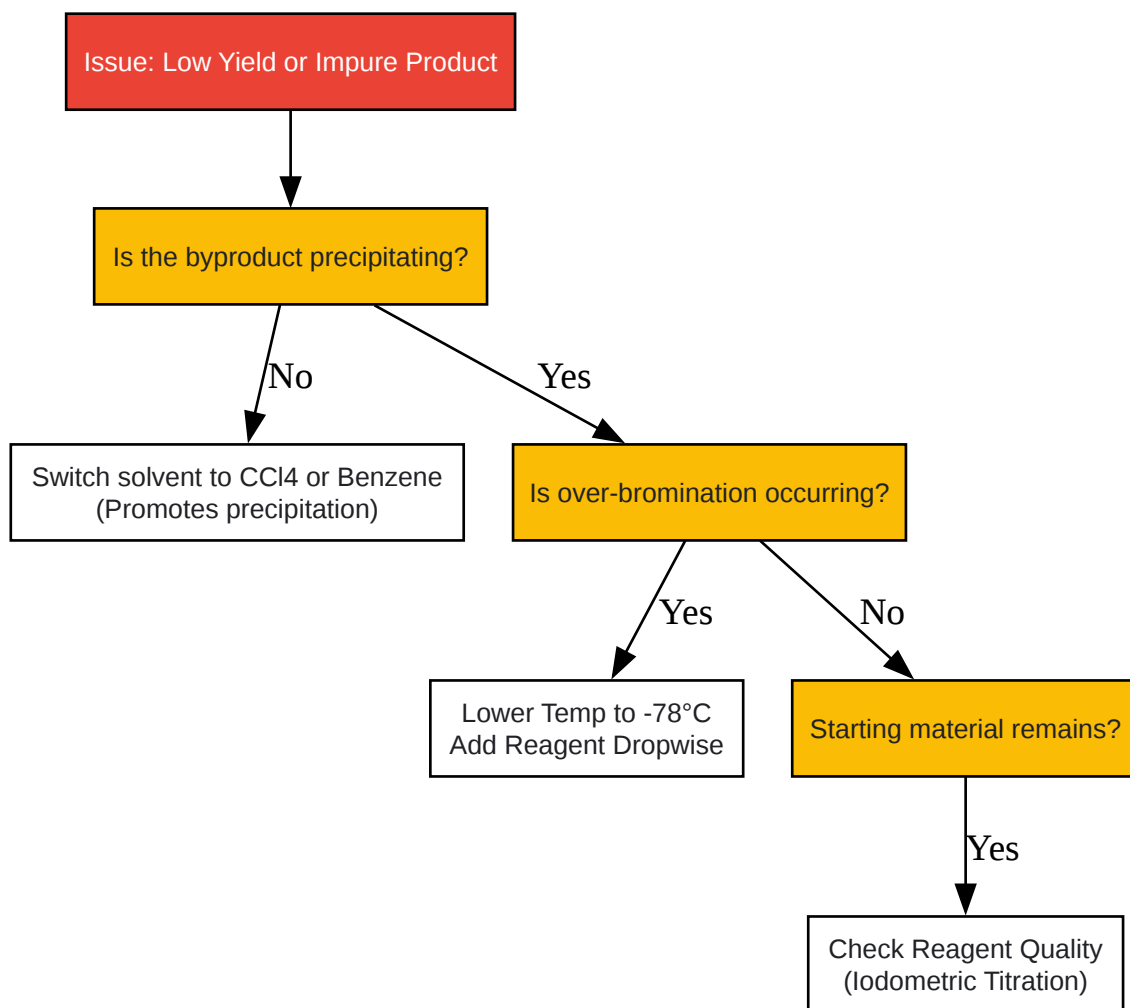 Issue: Low Yield or Impure Product
Is the byproduct precipitating?
No
Yes
Switch solvent to CCl4 or Benzene
(Promotes precipitation)
Is over-bromination occurring?
Yes
No
Lower Temp to -78°C
Add Reagent Dropwise
Starting material remains?
Yes
Check Reagent Quality
(Iodometric Titration)